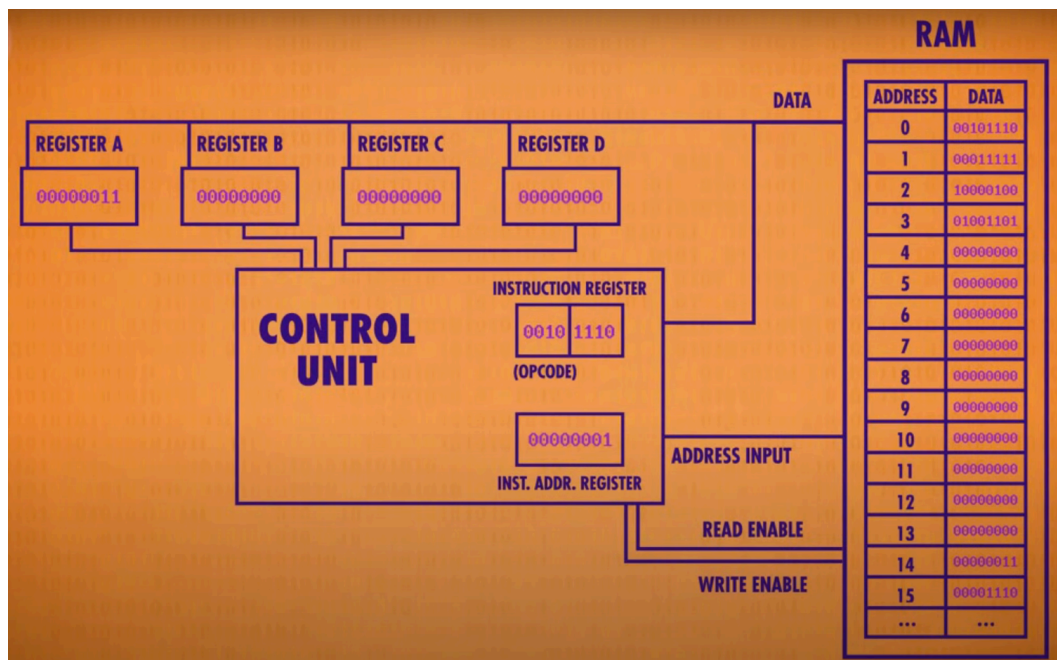 RAM
DATA
ADDRESS DATA
0 00101110
1 00011111
2 10000100
3 01001101
4 00000000
5 00000000
6 00000000
7 00000000
8 00000000
9 00000000
10 00000000
11 00000000
12 00000000
13 00000000
14 00000011
15 00001110
... ...
REGISTER A REGISTER B REGISTER C REGISTER D
00000011 00000000 00000000 00000000
CONTROL
UNIT
INSTRUCTION REGISTER
0010 1110
(OPCODE)
00000001
INST. ADDR. REGISTER
ADDRESS INPUT
READ ENABLE
WRITE ENABLE